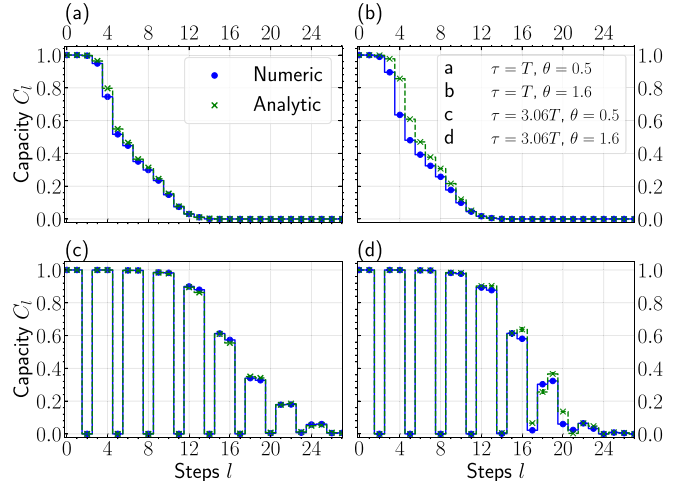 (a)
(b)
0 4 8 12 16 20 24
0 4 8 12 16 20 24
Capacity C_l
1.0
0.8
0.6
0.4
0.2
0.0
Numeric
Analytic
a τ = T, θ = 0.5
b τ = T, θ = 1.6
c τ = 3.06T, θ = 0.5
d τ = 3.06T, θ = 1.6
1.0
0.8
0.6
0.4
0.2
0.0
(c)
(d)
Capacity C_l
1.0
0.8
0.6
0.4
0.2
0.0
1.0
0.8
0.6
0.4
0.2
0.0
0 4 8 12 16 20 24
0 4 8 12 16 20 24
Steps l
Steps l